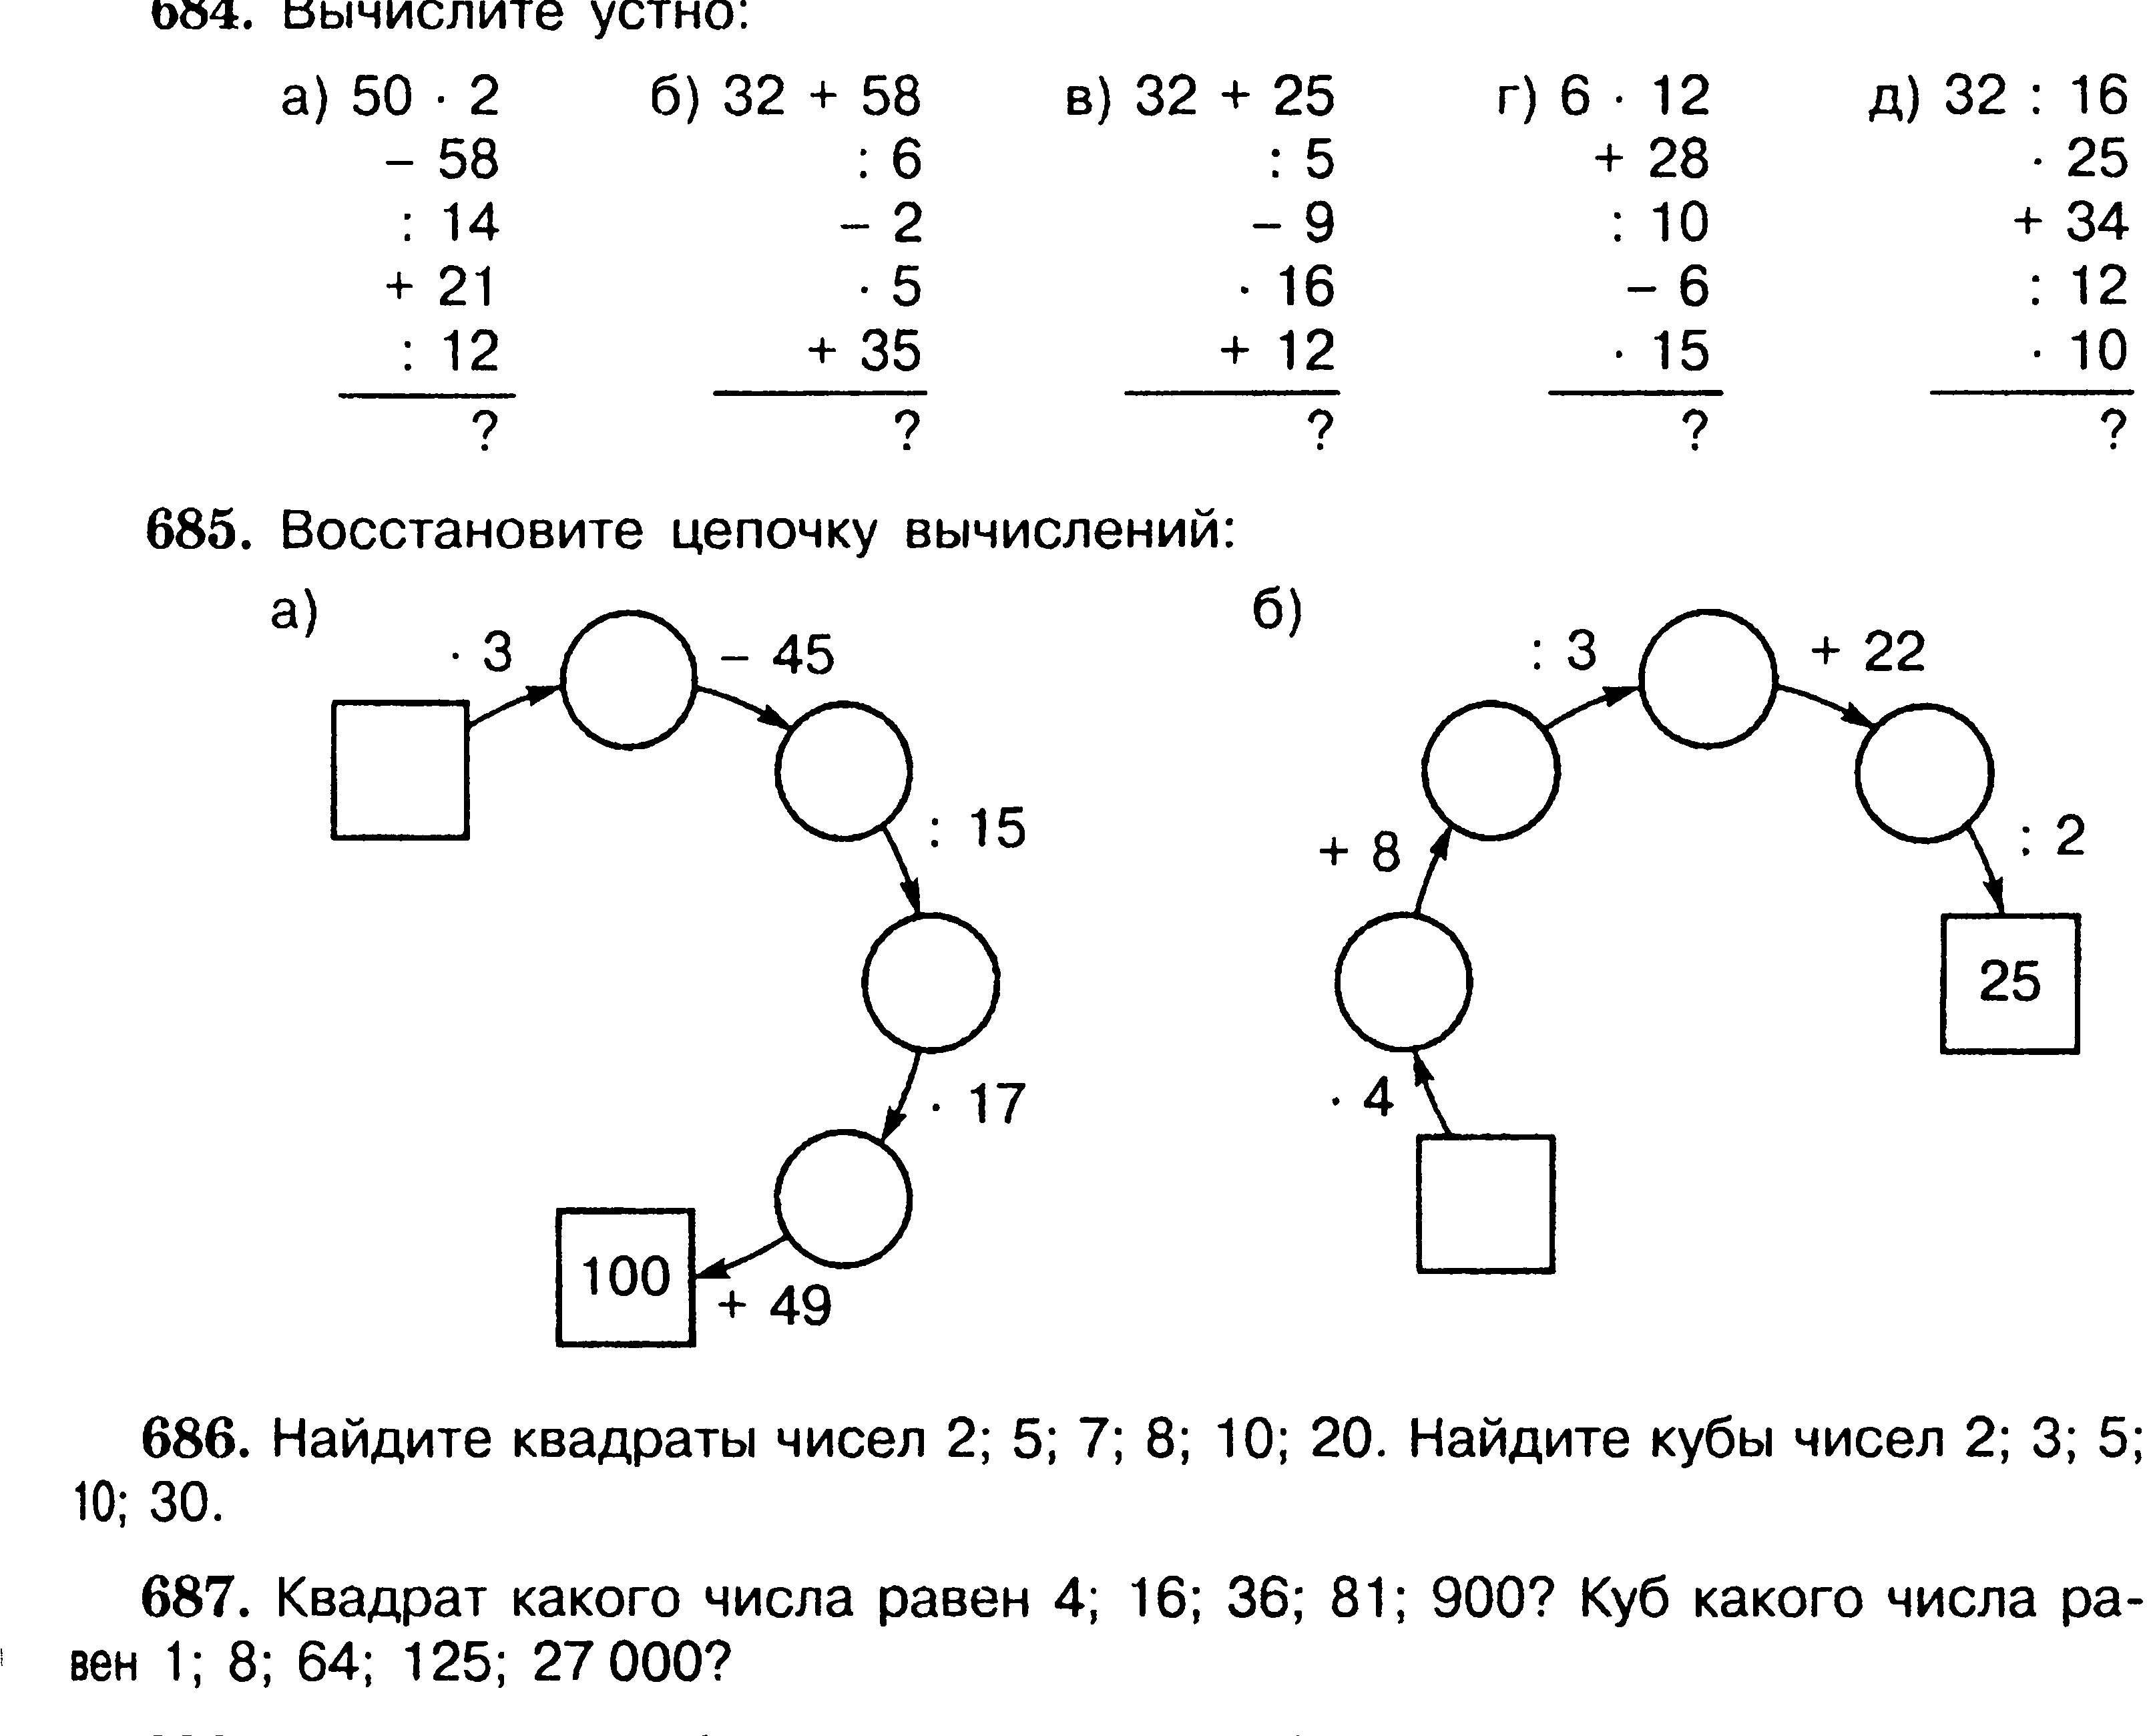 684. Вычислите устно:
а) 50 · 2 б) 32 + 58 в) 32 + 25 г) 6 · 12 д) 32 : 16
– 58 : 6 : 5 + 28 · 25
: 14 – 2 – 9 : 10 + 34
+ 21 · 5 · 16 – 6 : 12
: 12 + 35 + 12 · 15 · 10
? ? ? ? ?
685. Восстановите цепочку вычислений:
а)
· 3
– 45
: 15
· 17
+ 49
100
б)
· 4
+ 8
: 3
+ 22
: 2
25
686. Найдите квадраты чисел 2; 5; 7; 8; 10; 20. Найдите кубы чисел 2; 3; 5;
10; 30.
687. Квадрат какого числа равен 4; 16; 36; 81; 900? Куб какого числа ра-
вен 1; 8; 64; 125; 27 000?